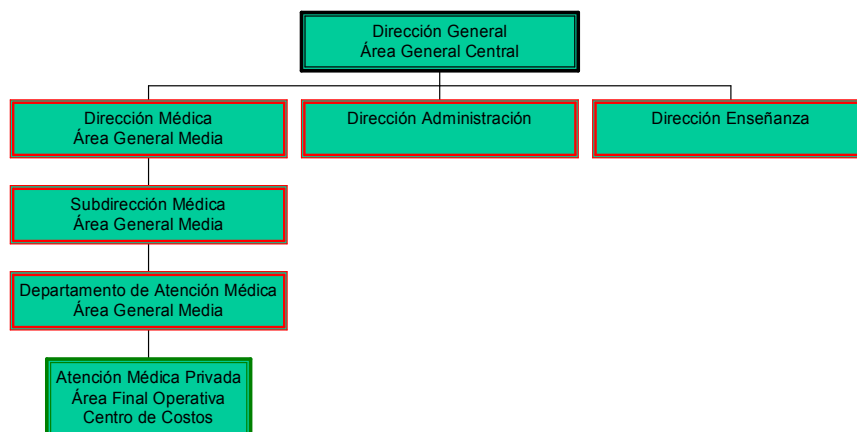 Dirección General
Área General Central
Dirección Médica
Área General Media
Dirección Administración
Dirección Enseñanza
Subdirección Médica
Área General Media
Departamento de Atención Médica
Área General Media
Atención Médica Privada
Área Final Operativa
Centro de Costos